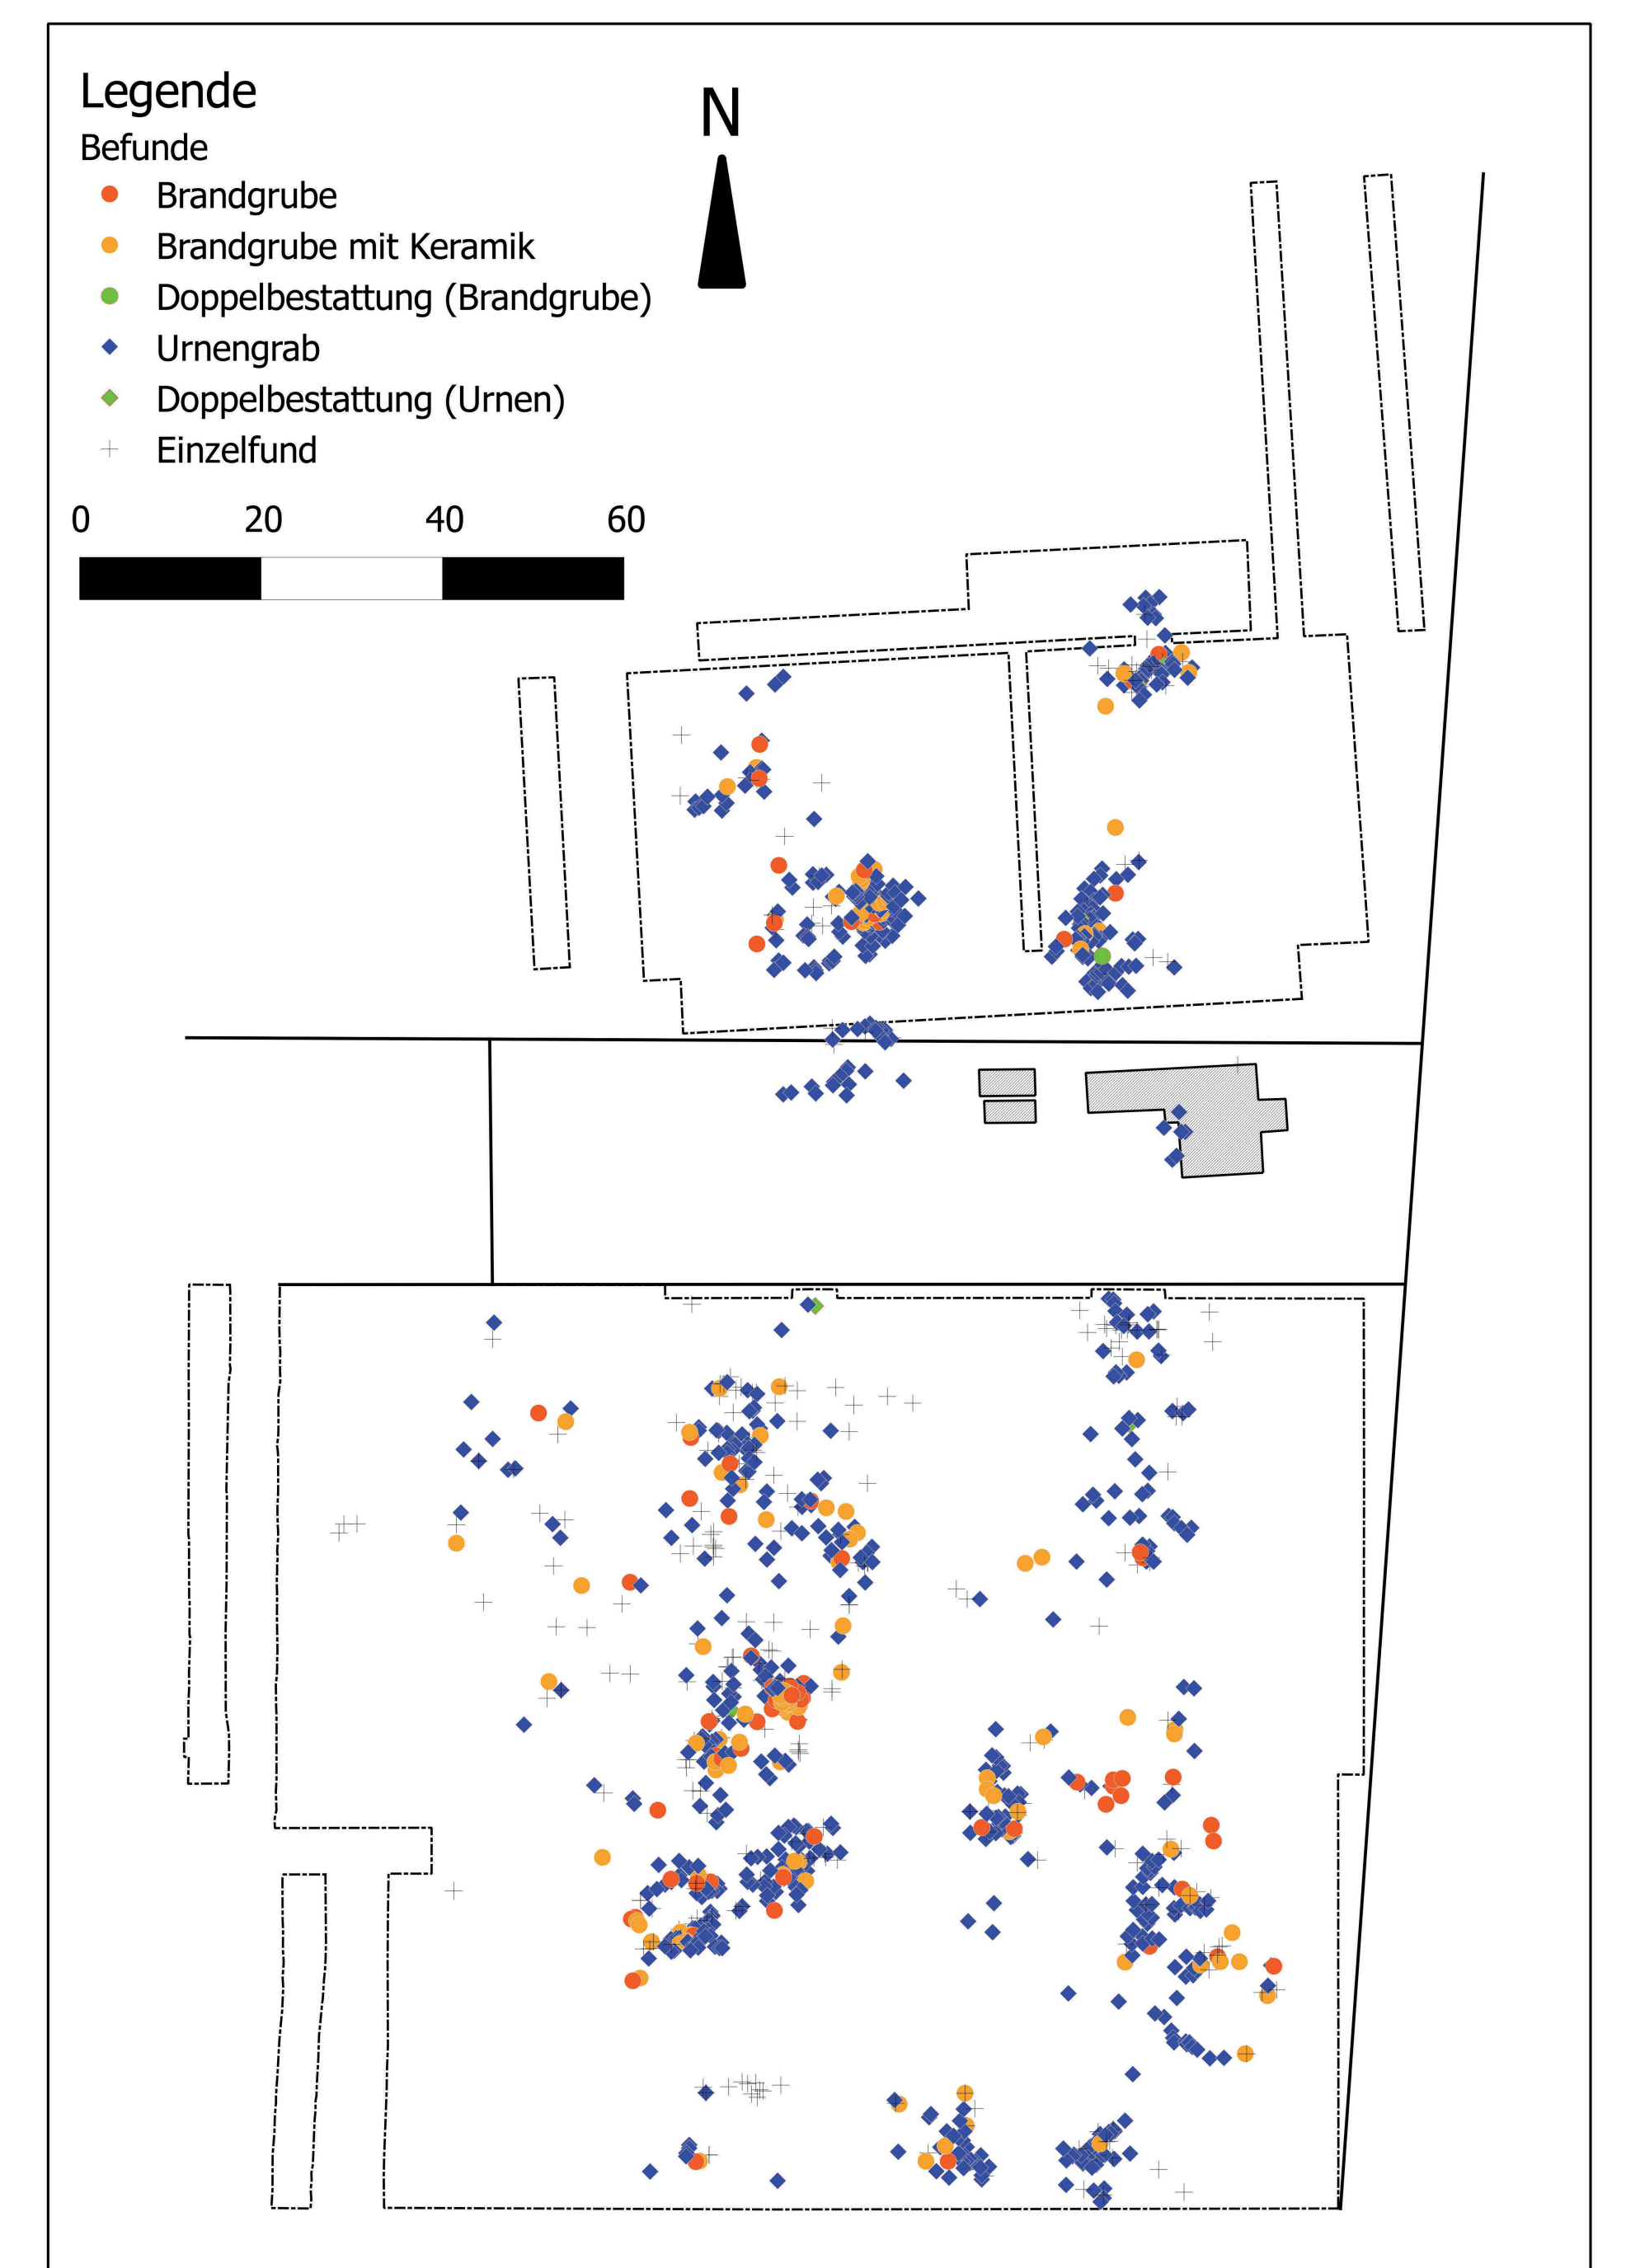 Legende
N
Befunde
Brandgrube
Brandgrube mit Keramik
Doppelbestattung (Brandgrube)
Urnengrab
Doppelbestattung (Urnen)
Einzelfund
0 20 40 60